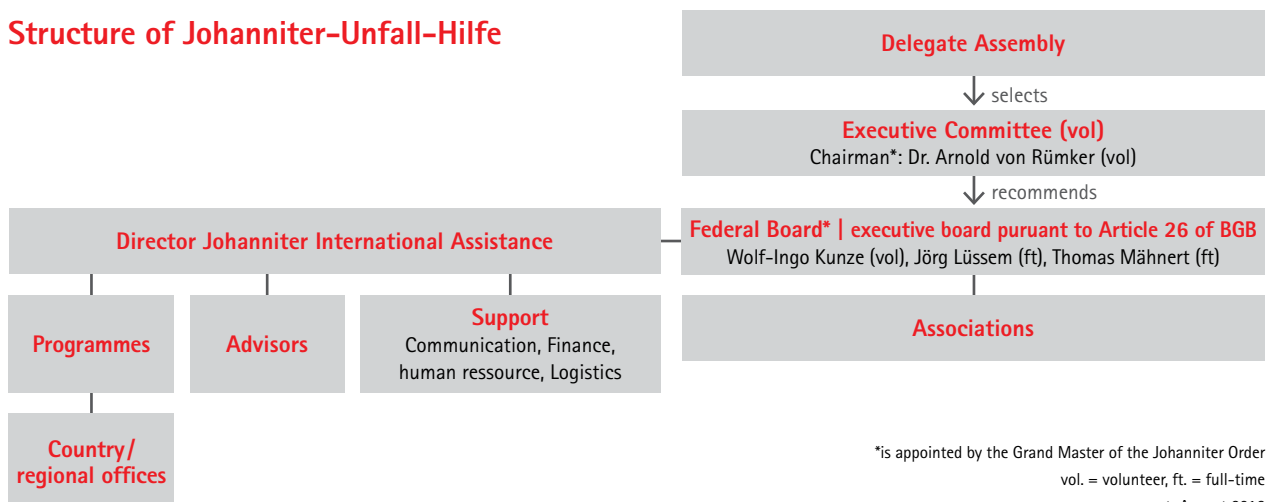 Structure of Johanniter-Unfall-Hilfe
Delegate Assembly
selects
Executive Committee (vol)
Chairman*: Dr. Arnold von Rümker (vol)
recommends
Federal Board* | executive board puruant to Article 26 of BGB
Wolf-Ingo Kunze (vol), Jörg Lüssem (ft), Thomas Mähnert (ft)
Director Johanniter International Assistance
Associations
Programmes
Advisors
Support
Communication, Finance,
human ressource, Logistics
Country/
regional offices
*is appointed by the Grand Master of the Johanniter Order
vol. = volunteer, ft. = full-time